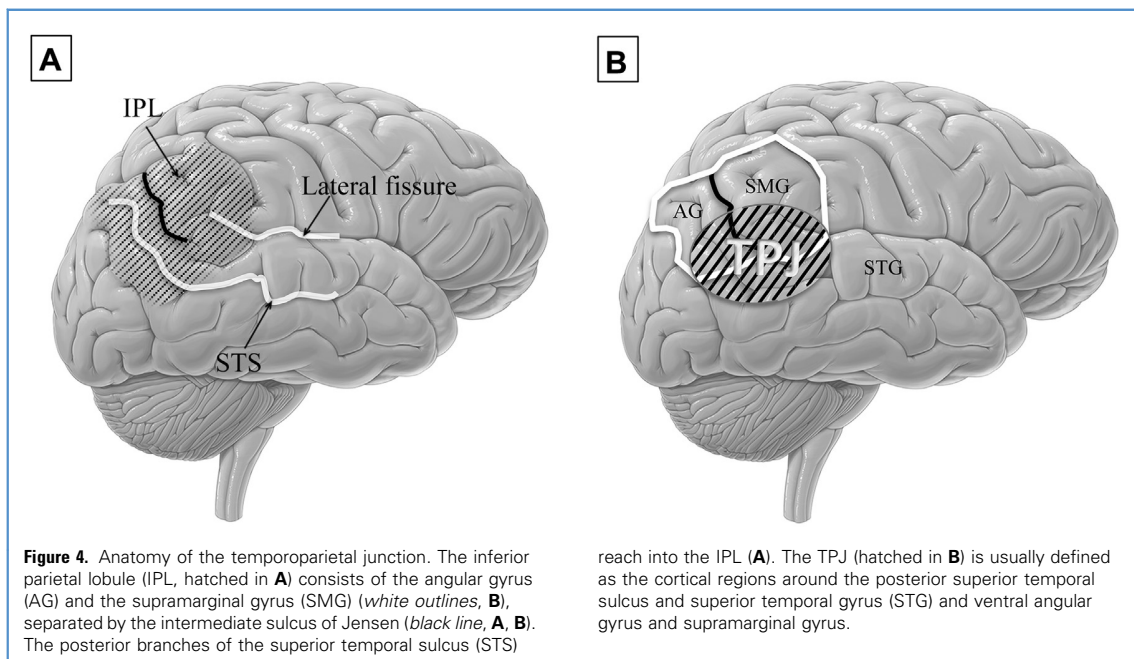 A
IPL
Lateral fissure
STS
B
SMG
AG
TPJ
STG
Figure 4. Anatomy of the temporoparietal junction. The inferior
parietal lobule (IPL, hatched in A) consists of the angular gyrus
(AG) and the supramarginal gyrus (SMG) (white outlines, B),
separated by the intermediate sulcus of Jensen (black line, A, B).
The posterior branches of the superior temporal sulcus (STS)
reach into the IPL (A). The TPJ (hatched in B) is usually defined
as the cortical regions around the posterior superior temporal
sulcus and superior temporal gyrus (STG) and ventral angular
gyrus and supramarginal gyrus.